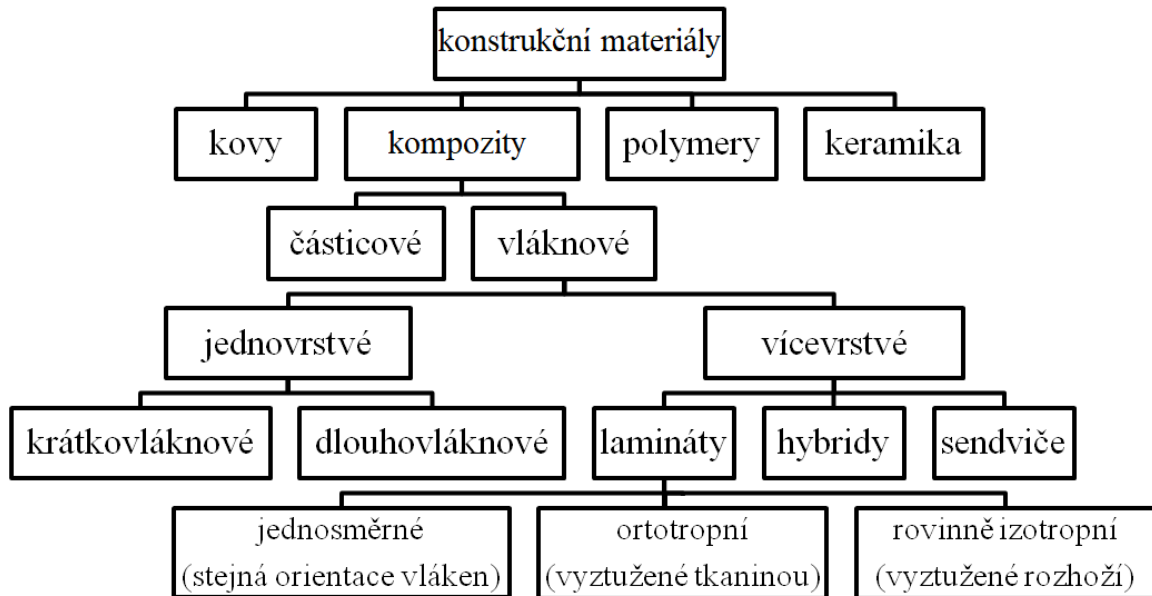 konstrukční materiály
kovy
kompozity
polymery
keramika
částicové
vláknové
jednovrstvé
vícevrstvé
krátkovláknové
dlouhovláknové
lamináty
hybridy
sendviče
jednosměrné
(stejná orientace vláken)
ortotropní
(vyztužené tkaninou)
rovinně izotropní
(vyztužené rozhoží)